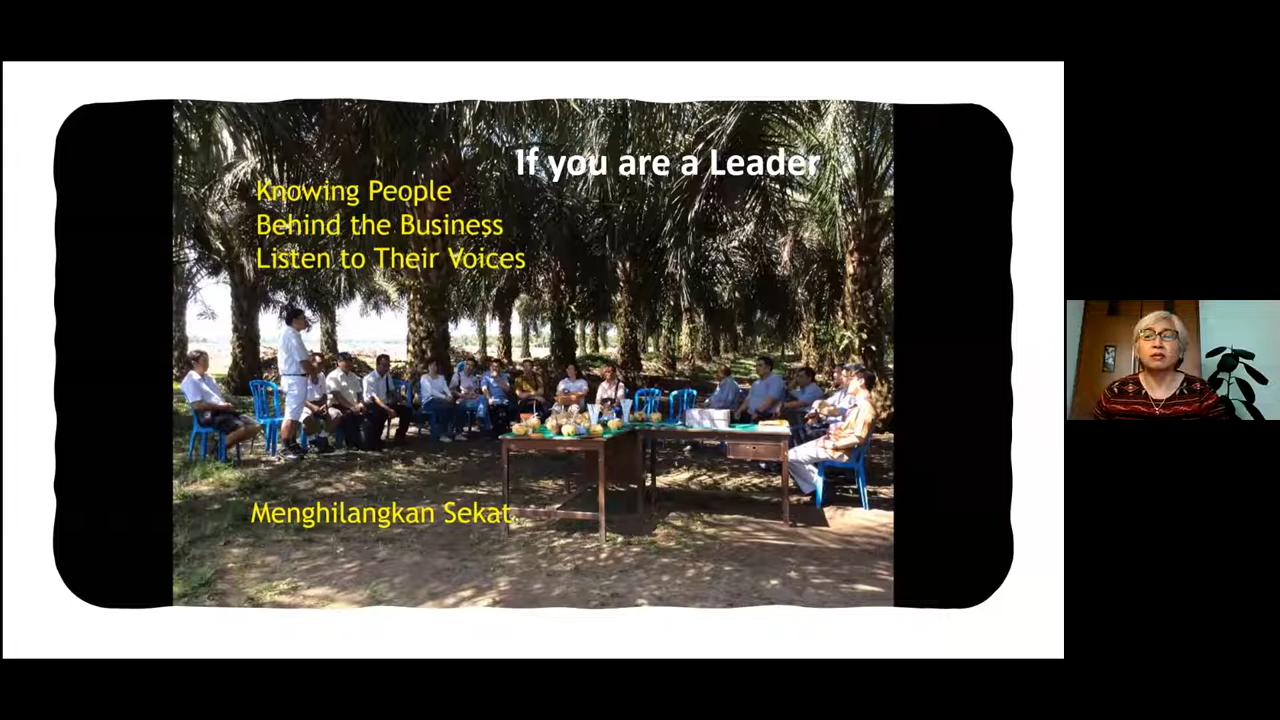 If you are a Leader
Knowing People
Behind the Business
Listen to Their Voices
Menghilangkan Sekat